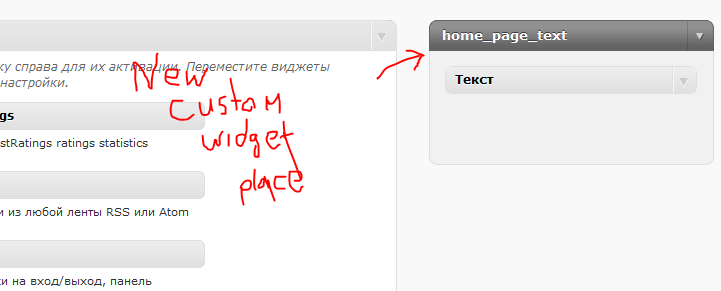 home_page_text
ку справа для их активации. Переместите виджеты
настройки.
Текст
New
Custom
widget
place
gs
stRatings ratings statistics
и из любой ленты RSS или Atom
ки на вход/выход, панель